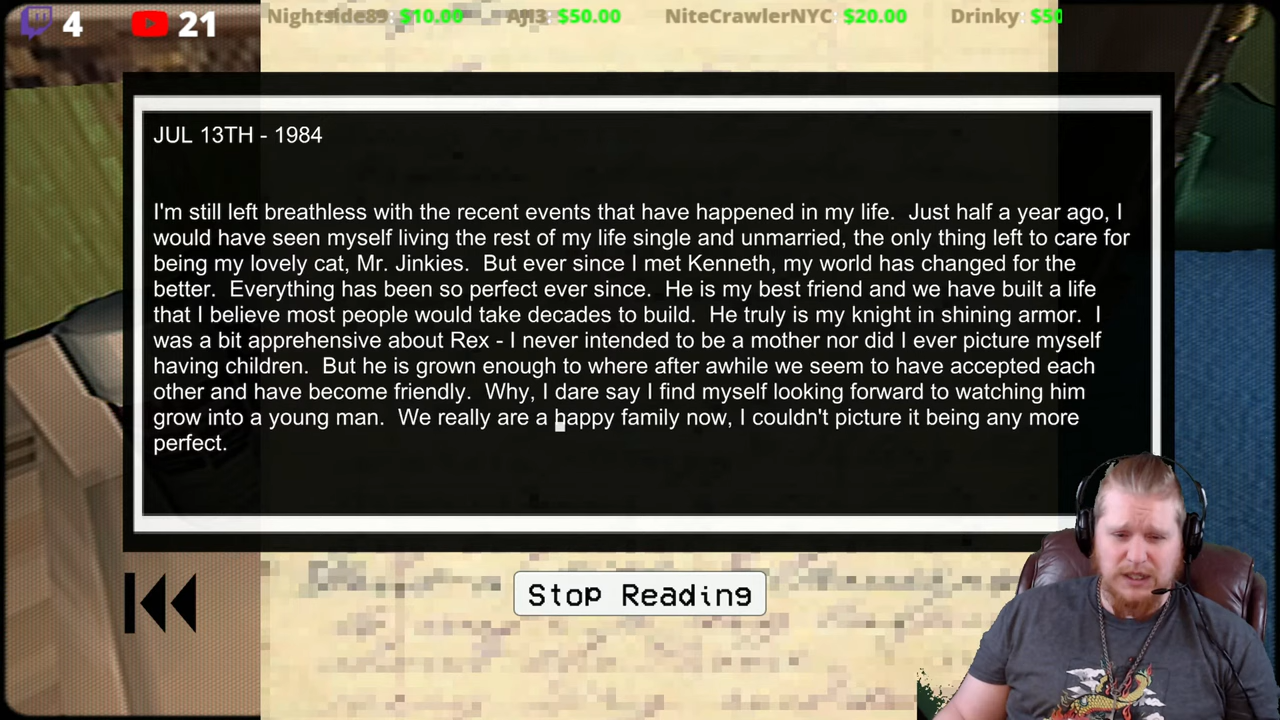 Nightside89 $10.00 AJ3 $50.00 NiteCrawlerNYC $20.00 Drinky $50
4 21
JUL 13TH - 1984
I'm still left breathless with the recent events that have happened in my life. Just half a year ago, I
would have seen myself living the rest of my life single and unmarried, the only thing left to care for
being my lovely cat, Mr. Jinkies. But ever since I met Kenneth, my world has changed for the
better. Everything has been so perfect ever since. He is my best friend and we have built a life
that I believe most people would take decades to build. He truly is my knight in shining armor. I
was a bit apprehensive about Rex - I never intended to be a mother nor did I ever picture myself
having children. But he is grown enough to where after awhile we seem to have accepted each
other and have become friendly. Why, I dare say I find myself looking forward to watching him
grow into a young man. We really are a happy family now, I couldn't picture it being any more
perfect.
Stop Reading